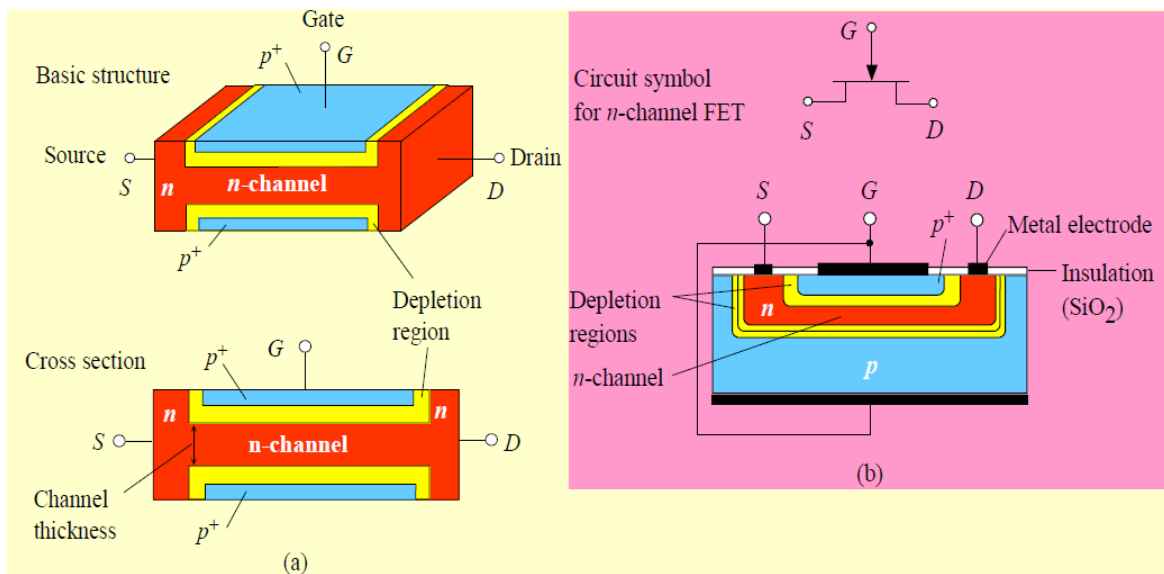 Gate
p+
G
Basic structure
Source
S
n
n-channel
Drain
D
p+
Depletion
region
Cross section
p+
G
n
n
S
n-channel
D
Channel
thickness
p+
(a)
G
Circuit symbol
for n-channel FET
S
D
S
G
D
p+
Metal electrode
Insulation
(SiO2)
Depletion
regions
n
n-channel
p
(b)